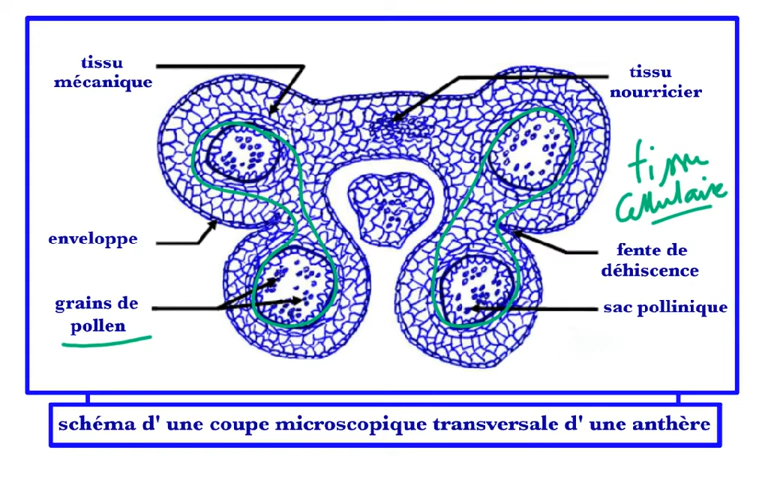 tissu
mécanique
tissu
nourricier
tissu
cellulaire
enveloppe
fente de
déhiscence
grains de
pollen
sac pollinique
schéma d' une coupe microscopique transversale d' une anthère